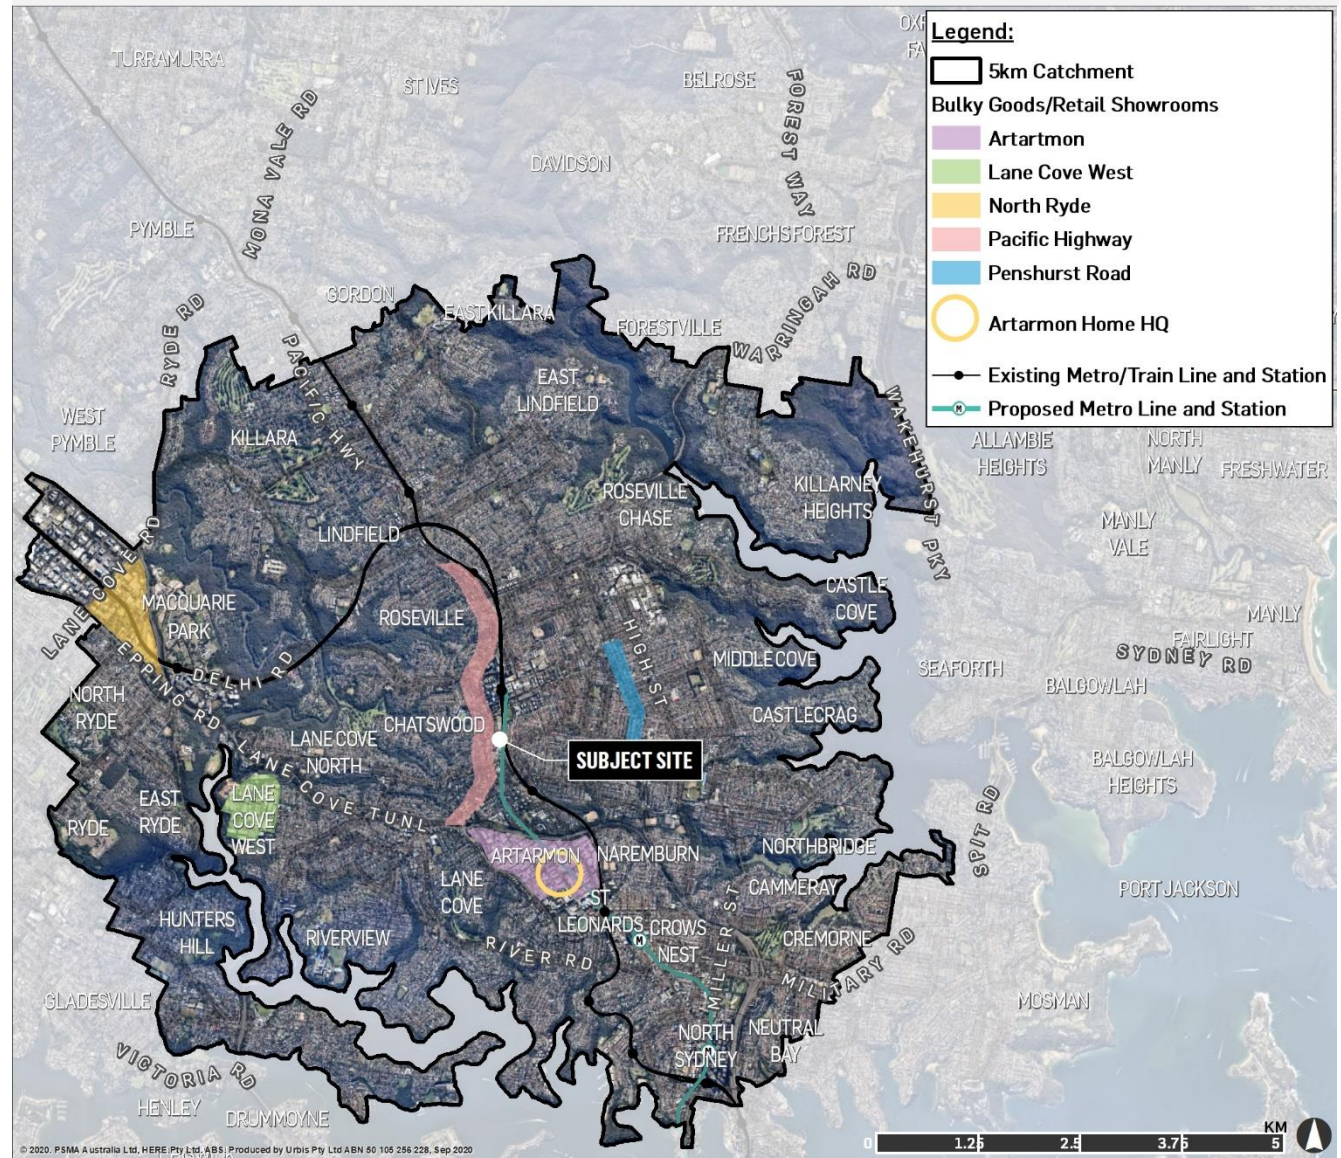 Legend:
5km Catchment
Bulky Goods/Retail Showrooms
Artartmon
Lane Cove West
North Ryde
Pacific Highway
Penshurst Road
Artarmon Home HQ
Existing Metro/Train Line and Station
M
Proposed Metro Line and Station
TURRAMURRA
ST IVES
BELROSE
FOREST WAY
MONA VALE RD
DAVIDSON
PYMBLE
FRENCHS FOREST
WARRINGAH RD
GORDON
EAST KILLARA
FORESTVILLE
RYDE RD
PACIFIC HWY
EAST
LINDFIELD
WEST
PYMBLE
KILLARA
WAKEHURST PKY
ALLAMBIE
HEIGHTS
NORTH
MANLY
FRESHWATER
ROSEVILLE
CHASE
KILLARNEY
HEIGHTS
LINDFIELD
MANLY
VALE
LANE COVE RD
MACQUARIE
PARK
ROSEVILLE
CASTLE
COVE
MANLY
FAIRLIGHT
HIGH ST
MIDDLE COVE
SEAFORTH
SYDNEY RD
BALGOWLAH
EPPING RD
DELHI RD
NORTH
RYDE
CHATSWOOD
CASTLECRAG
LANE COVE
NORTH
SUBJECT SITE
BALGOWLAH
HEIGHTS
LANE COVE TUNL
EAST
RYDE
LANE
COVE
WEST
RYDE
SPIT RD
ARTARMON
NAREMBURN
NORTHBRIDGE
LANE
COVE
CAMMERAY
PORT JACKSON
ST
LEONARDS
HUNTERS
HILL
RIVERVIEW
RIVER RD
CROWS
NEST
M
MILLER ST
CREMORNE
MILITARY RD
GLADESVILLE
MOSMAN
NORTH
SYDNEY
M
NEUTRAL
BAY
VICTORIA RD
HENLEY
DRUMMOYNE
KM
0 1.25 2.5 3.75 5
© 2020. PSMA Australia Ltd, HERE Pty Ltd. ABS. Produced by Urbis Pty Ltd ABN 50 105 256 228, Sep 2020